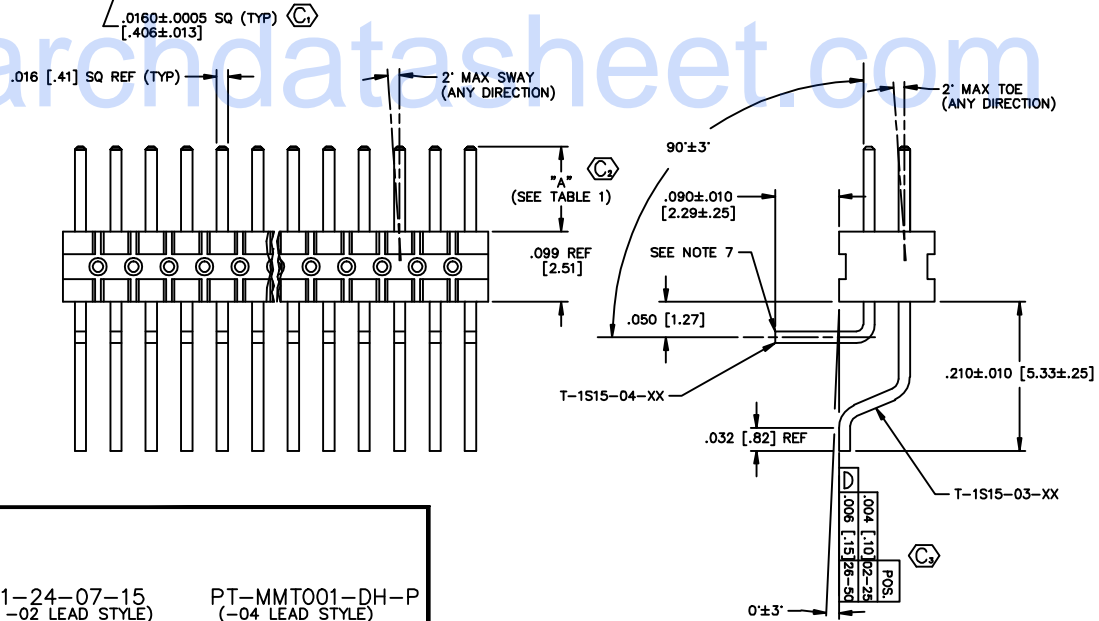 .0160±.0005 SQ (TYP) C1
[.406±.013]
archdatasheet.com
.016 [.41] SQ REF (TYP)
2° MAX SWAY
(ANY DIRECTION)
2° MAX TOE
(ANY DIRECTION)
90°±3°
"A"
(SEE TABLE 1)
C2
.090±.010
[2.29±.25]
.099 REF
[2.51]
SEE NOTE 7
.050 [1.27]
.210±.010 [5.33±.25]
T-1S15-04-XX
.032 [.82] REF
T-1S15-03-XX
POS.
.004 [.10] 02-25
.006 [.15] 26-50
C3
0°±3°
1-24-07-15
-02 LEAD STYLE)
PT-MMT001-DH-P
(-04 LEAD STYLE)